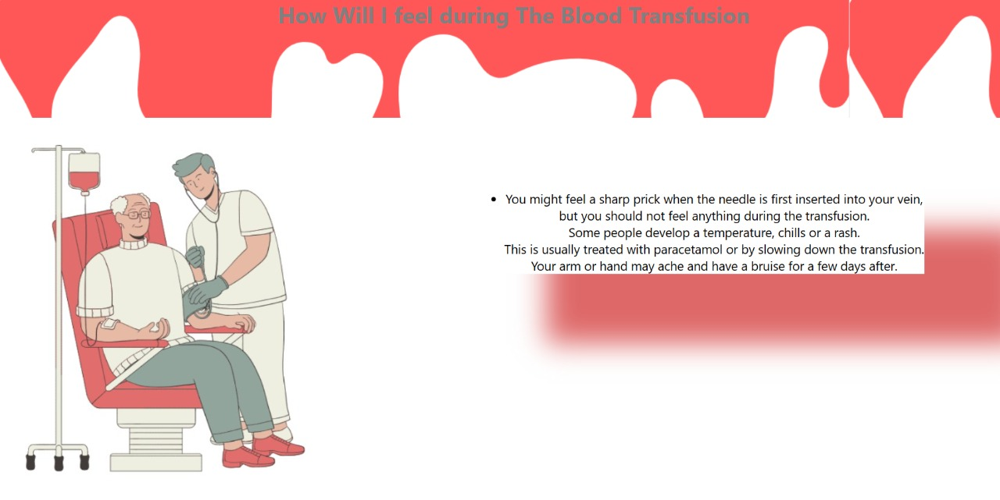 How Will I feel during The Blood Transfusion
• You might feel a sharp prick when the needle is first inserted into your vein,
but you should not feel anything during the transfusion.
Some people develop a temperature, chills or a rash.
This is usually treated with paracetamol or by slowing down the transfusion.
Your arm or hand may ache and have a bruise for a few days after.